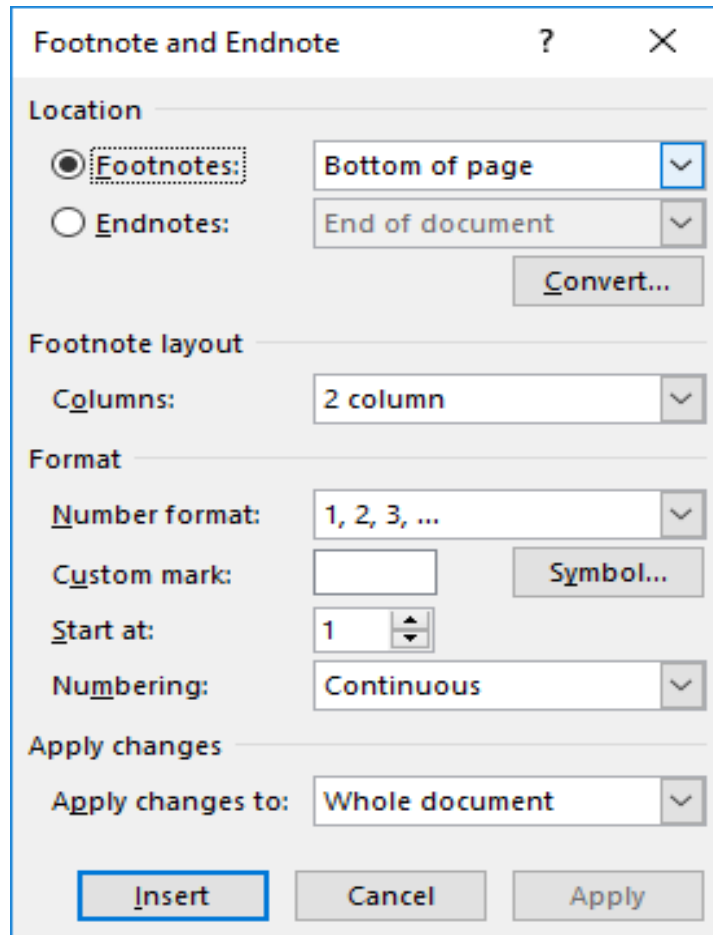 Footnote and Endnote ?
Location
Footnotes: Bottom of page
Endnotes: End of document
Convert...
Footnote layout
Columns: 2 column
Format
Number format: 1, 2, 3, ...
Custom mark: Symbol...
Start at: 1
Numbering: Continuous
Apply changes
Apply changes to: Whole document
Insert Cancel Apply